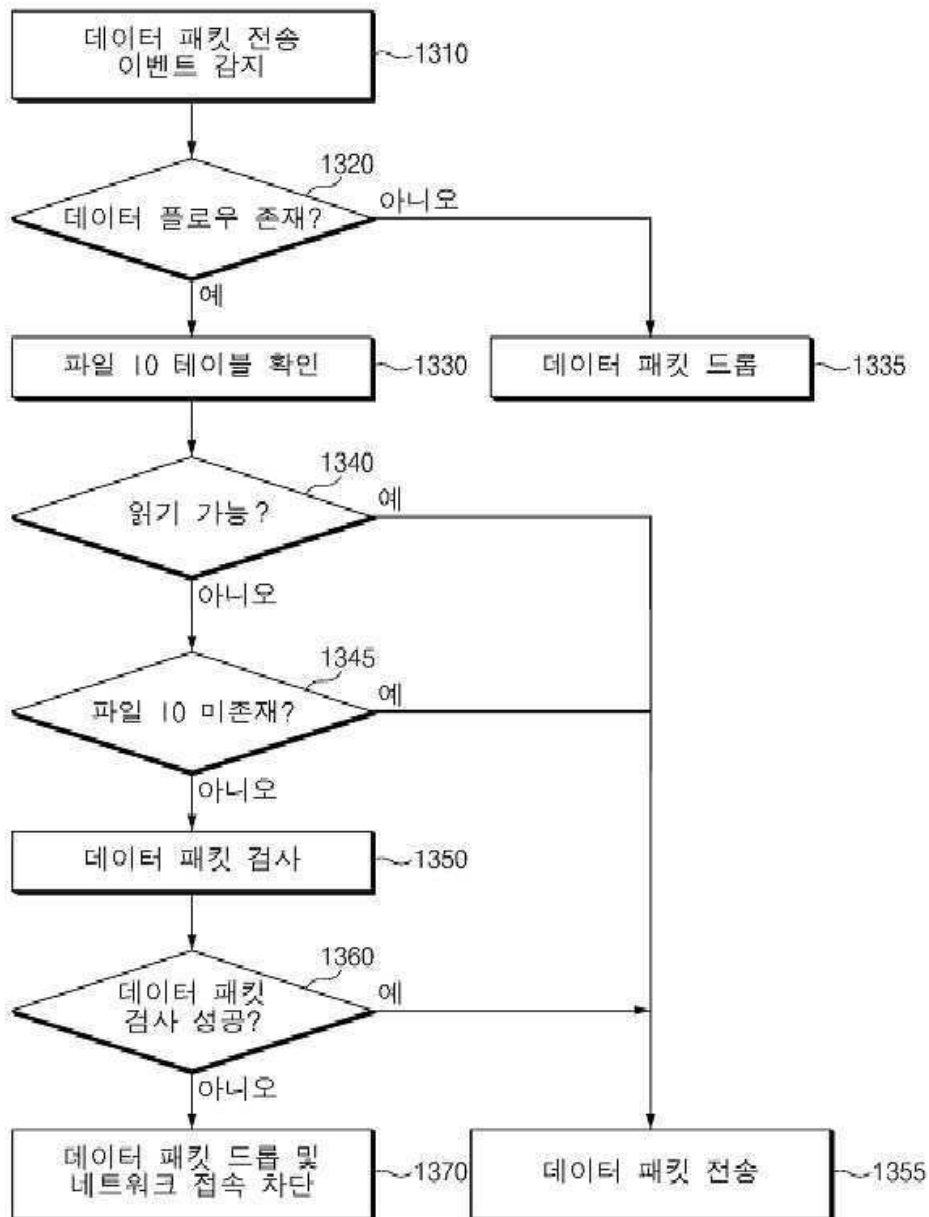 데이터 패킷 전송
이벤트 감지
1310
1320
데이터 플로우 존재?
아니오
예
파일 IO 테이블 확인
1330
데이터 패킷 드롭
1335
1340
읽기 가능?
예
아니오
1345
파일 IO 미존재?
예
아니오
데이터 패킷 검사
1350
1360
데이터 패킷
검사 성공?
예
아니오
데이터 패킷 드롭 및
네트워크 접속 차단
1370
데이터 패킷 전송
1355